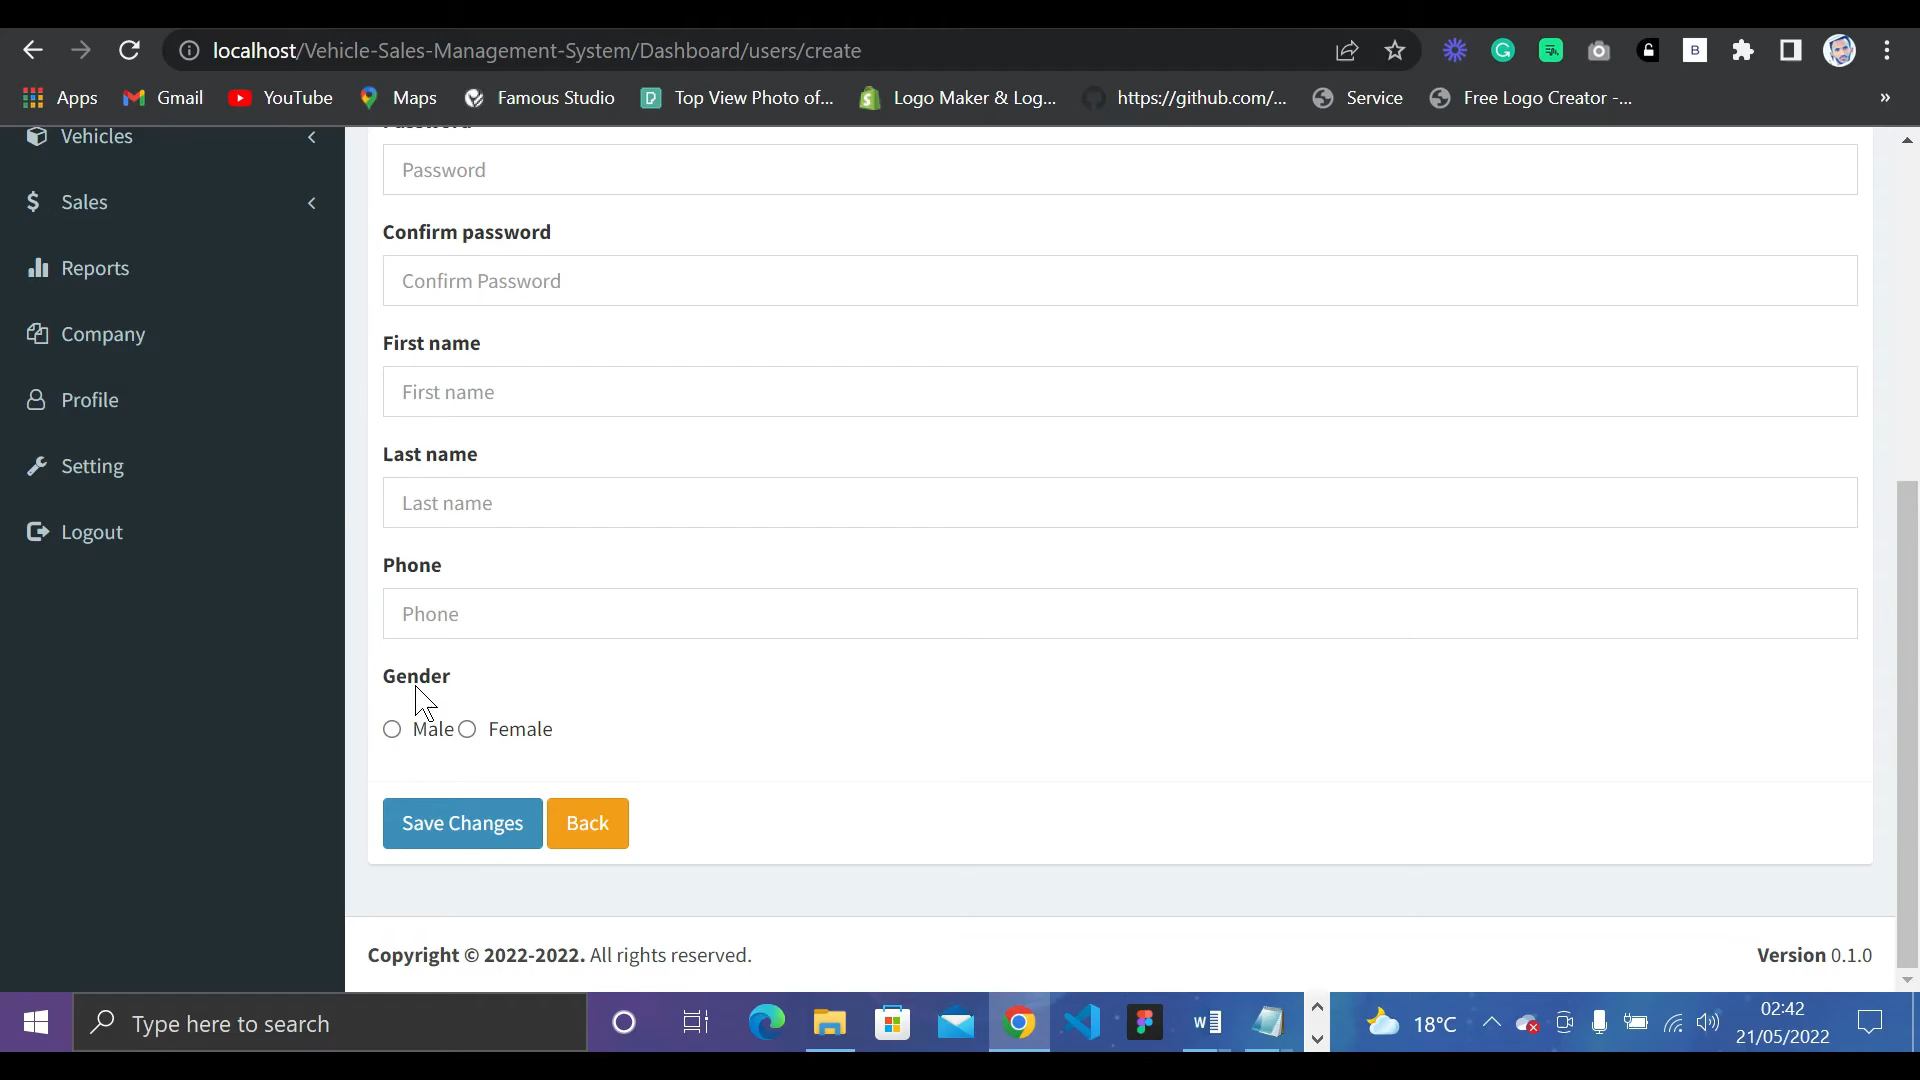 localhost/Vehicle-Sales-Management-System/Dashboard/users/create
Apps Gmail YouTube Maps Famous Studio Top View Photo of... Logo Maker & Log... https://github.com/... Service Free Logo Creator -... »
Vehicles
Sales
Reports
Company
Profile
Setting
Logout
Password
Password
Confirm password
Confirm Password
First name
First name
Last name
Last name
Phone
Phone
Gender
Male Female
Save Changes Back
Copyright © 2022-2022. All rights reserved. Version 0.1.0
Type here to search
18°C
02:42
21/05/2022